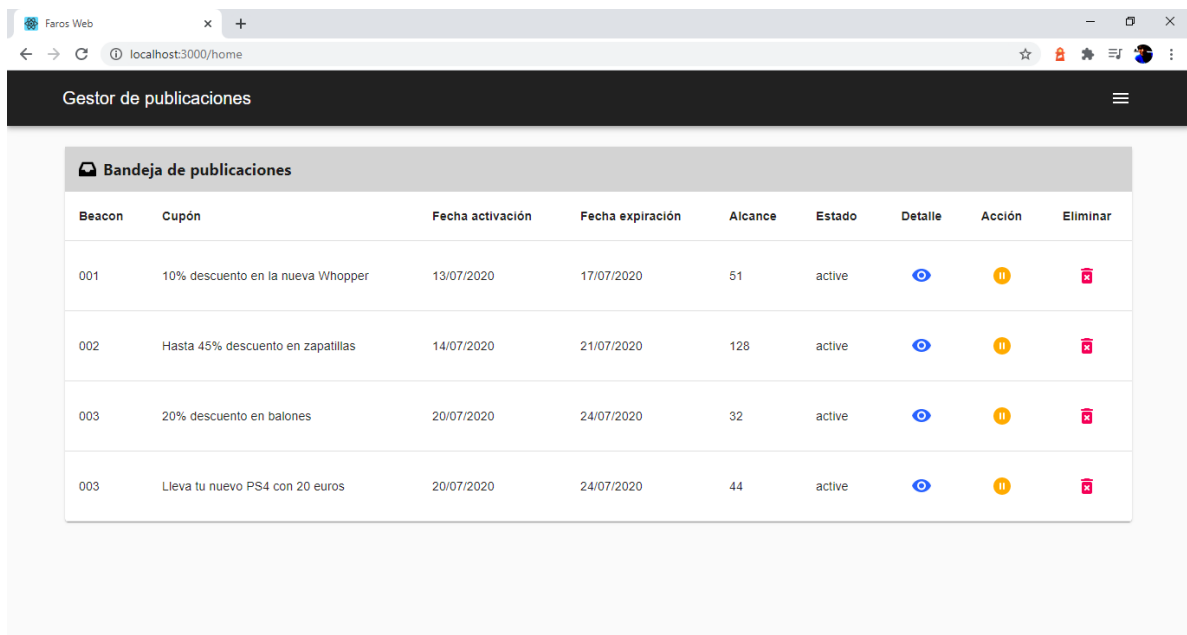 Faros Web
localhost:3000/home
Gestor de publicaciones
Bandeja de publicaciones
Beacon Cupón Fecha activación Fecha expiración Alcance Estado Detalle Acción Eliminar
001 10% descuento en la nueva Whopper 13/07/2020 17/07/2020 51 active
002 Hasta 45% descuento en zapatillas 14/07/2020 21/07/2020 128 active
003 20% descuento en balones 20/07/2020 24/07/2020 32 active
003 Lleva tu nuevo PS4 con 20 euros 20/07/2020 24/07/2020 44 active